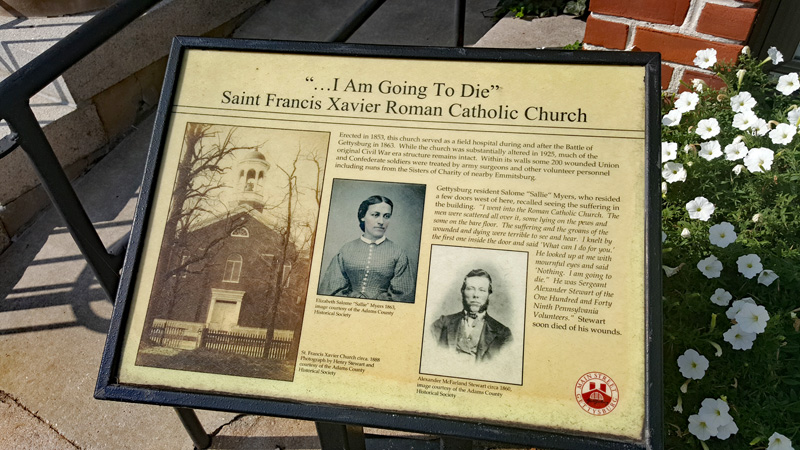 “…I Am Going To Die”
Saint Francis Xavier Roman Catholic Church
Erected in 1853, this church served as a field hospital during and after the Battle of
Gettysburg in 1863. While the church was substantially altered in 1925, much of the
original Civil War era structure remains intact. Within its walls some 200 wounded Union
and Confederate soldiers were treated by army surgeons and other volunteer personnel
including nuns from the Sisters of Charity of nearby Emmitsburg.
Gettysburg resident Salome “Sallie” Myers, who resided
a few doors west of here, recalled seeing the suffering in
the building. “I went into the Roman Catholic Church. The
men were scattered all over it, some lying on the pews and
some on the bare floor. The suffering and the groans of the
wounded and dying were terrible to see and hear. I knelt by
the first one inside the door and said ‘What can I do for you.’
He looked up at me with
mournful eyes and said
‘Nothing. I am going to
die.” He was Sergeant
Alexander Stewart of the
One Hundred and Forty
Ninth Pennsylvania
Volunteers.” Stewart
soon died of his wounds.
Elizabeth Salome “Sallie” Myers 1863,
image courtesy of the Adams County
Historical Society
St. Francis Xavier Church circa. 1888
Photograph by Henry Stewart and
courtesy of the Adams County
Historical Society
Alexander McFarland Stewart circa 1860,
image courtesy of the Adams County
Historical Society
MAIN STREET
GETTYSBURG